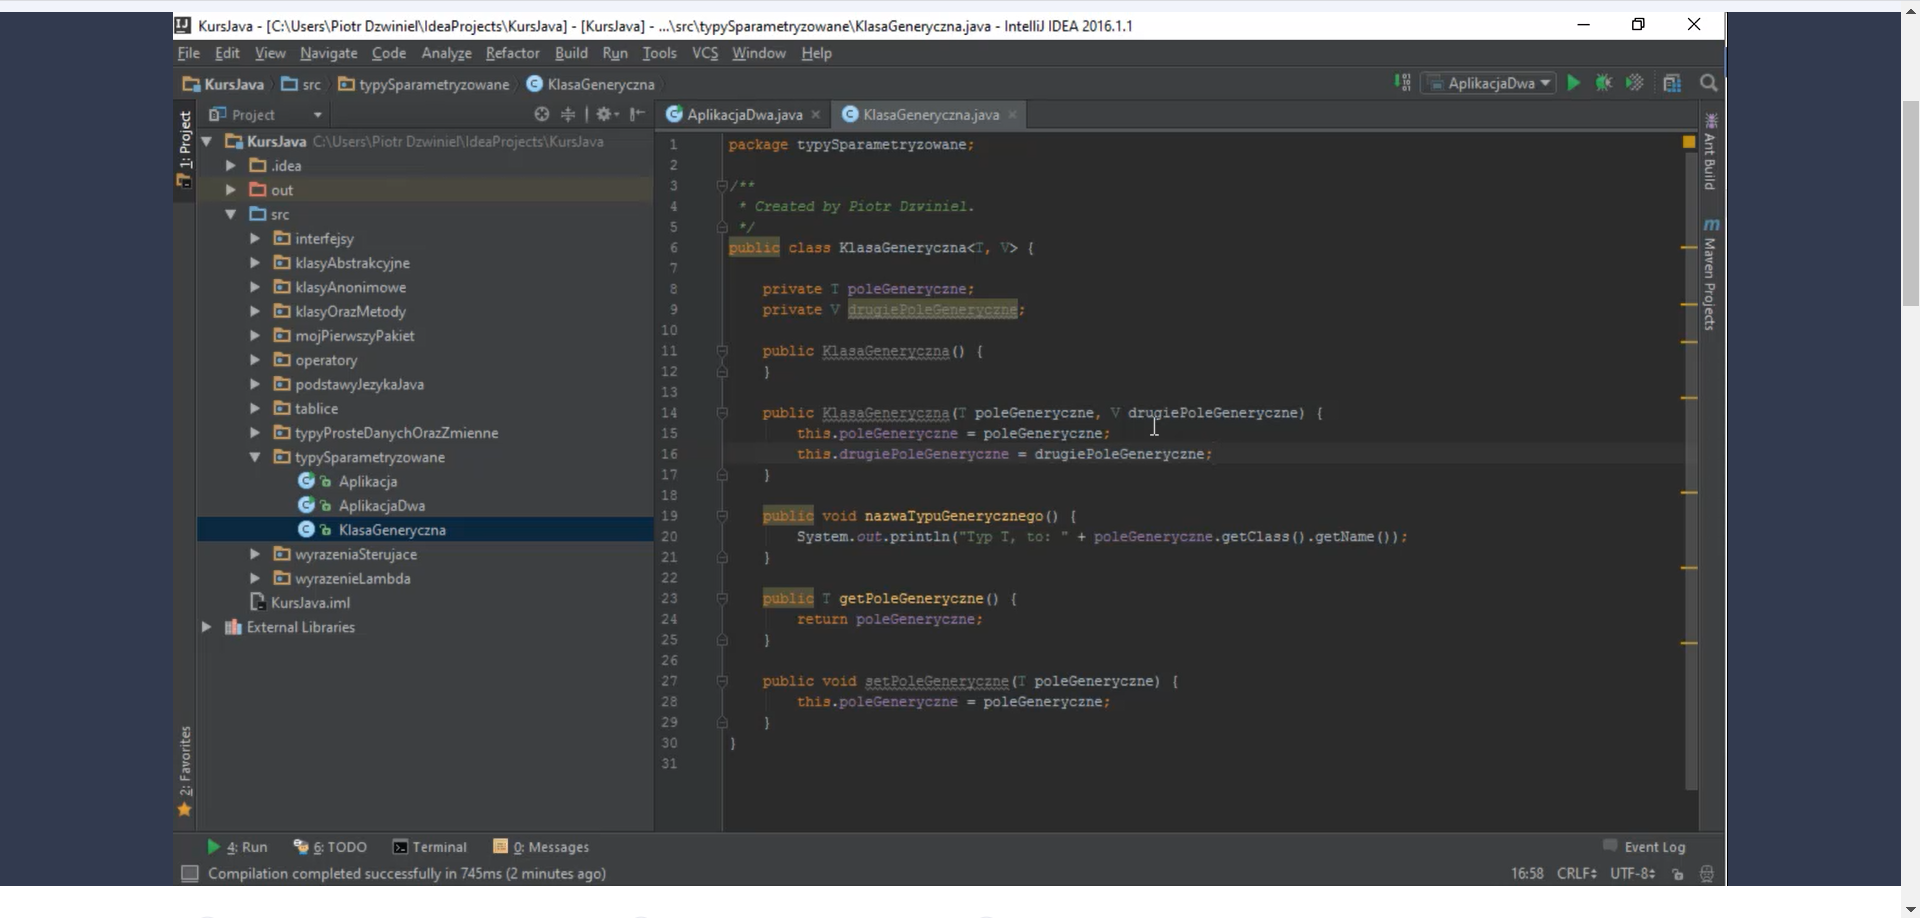 KursJava - [C:\Users\Piotr Dzwiniel\IdeaProjects\KursJava] - [KursJava] - ...\src\typySparametryzowane\KlasaGeneryczna.java - IntelliJ IDEA 2016.1.1
File Edit View Navigate Code Analyze Refactor Build Run Tools VCS Window Help
KursJava src typySparametryzowane KlasaGeneryczna AplikacjaDwa
1: Project
2: Favorites
Project
KursJava C:\Users\Piotr Dzwiniel\IdeaProjects\KursJava
.idea
out
src
interfejsy
klasyAbstrakcyjne
klasyAnonimowe
klasyOrazMetody
mojPierwszyPakiet
operatory
podstawyJezykaJava
tablice
typyProsteDanychOrazZmienne
typySparametryzowane
Aplikacja
AplikacjaDwa
KlasaGeneryczna
wyrazeniaSterujace
wyrazenieLambda
KursJava.iml
External Libraries
AplikacjaDwa.java KlasaGeneryczna.java
1 package typySparametryzowane;
2
3 /**
4 * Created by Piotr Dzwiniel.
5 */
6 public class KlasaGeneryczna<T, V> {
7
8 private T poleGeneryczne;
9 private V drugiePoleGeneryczne;
10
11 public KlasaGeneryczna() {
12 }
13
14 public KlasaGeneryczna(T poleGeneryczne, V drugiePoleGeneryczne) {
15 this.poleGeneryczne = poleGeneryczne;
16 this.drugiePoleGeneryczne = drugiePoleGeneryczne;
17 }
18
19 public void nazwaTypuGenerycznego() {
20 System.out.println("Typ T, to: " + poleGeneryczne.getClass().getName());
21 }
22
23 public T getPoleGeneryczne() {
24 return poleGeneryczne;
25 }
26
27 public void setPoleGeneryczne(T poleGeneryczne) {
28 this.poleGeneryczne = poleGeneryczne;
29 }
30 }
31
Ant Build
Maven Projects
4: Run 6: TODO Terminal 0: Messages Event Log
Compilation completed successfully in 745ms (2 minutes ago) 16:58 CRLF UTF-8